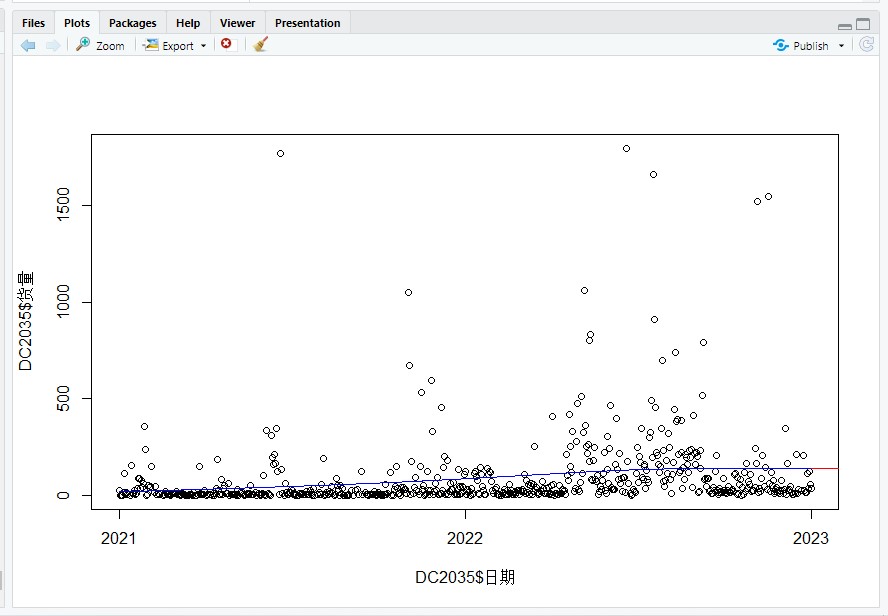 Files Plots Packages Help Viewer Presentation
Zoom Export Publish
1500
1000
500
0
DC2035$货量
2021 2022 2023
DC2035$日期